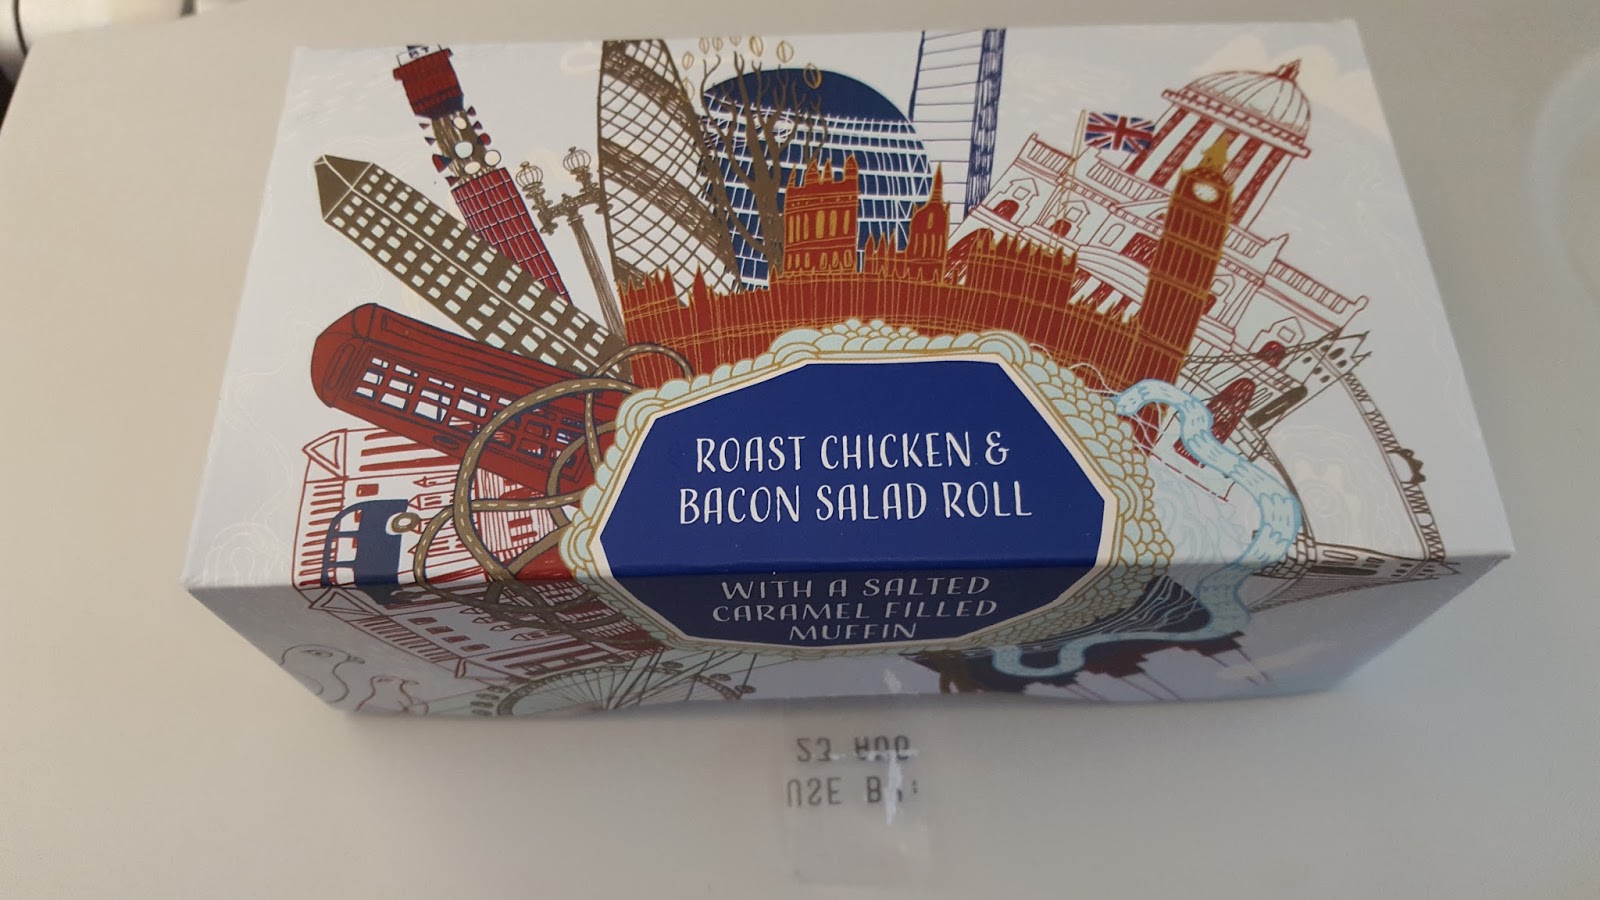 ROAST CHICKEN &
BACON SALAD ROLL
WITH A SALTED
CARAMEL FILLED
MUFFIN
USE BY:
23 AUG